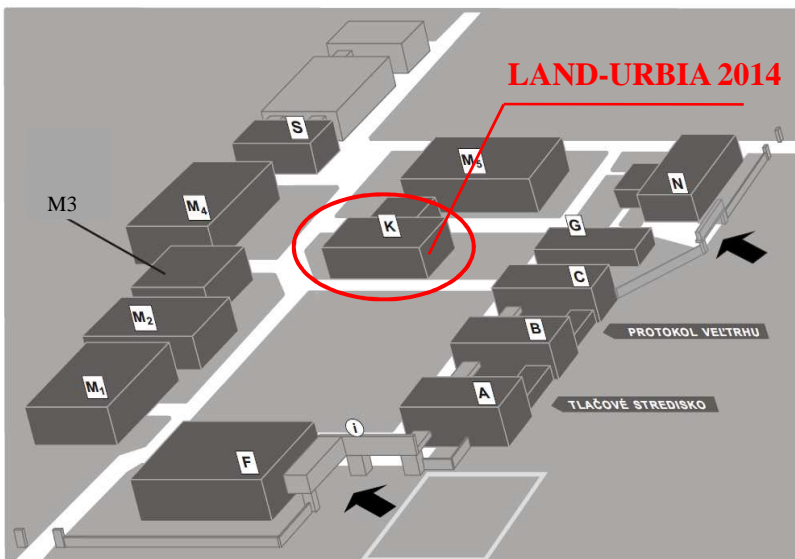 LAND-URBIA 2014
S
M5
N
M3
M4
K
G
C
M2
B
PROTOKOL VEĽTRHU
M1
A
TLAČOVÉ STREDISKO
i
F